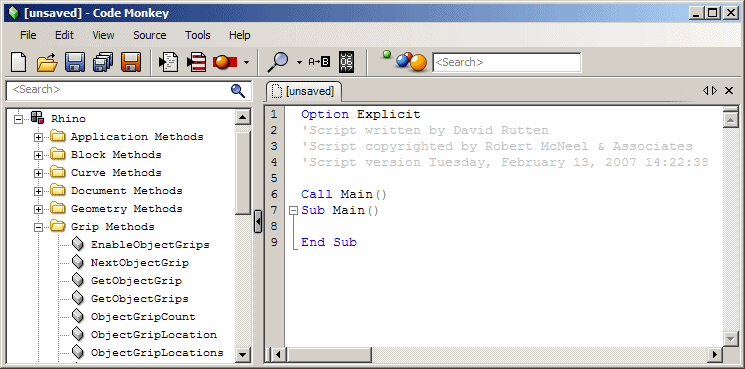 [unsaved] - Code Monkey
File Edit View Source Tools Help
A B 06
<Search>
<Search>
[unsaved]
Rhino
Application Methods
Block Methods
Curve Methods
Document Methods
Geometry Methods
Grip Methods
EnableObjectGrips
NextObjectGrip
GetObjectGrip
GetObjectGrips
ObjectGripCount
ObjectGripLocation
ObjectGripLocations
1 Option Explicit
2 'Script written by David Rutten
3 'Script copyrighted by Robert McNeel & Associates
4 'Script version Tuesday, February 13, 2007 14:22:38
5
6 Call Main()
7 Sub Main()
8
9 End Sub